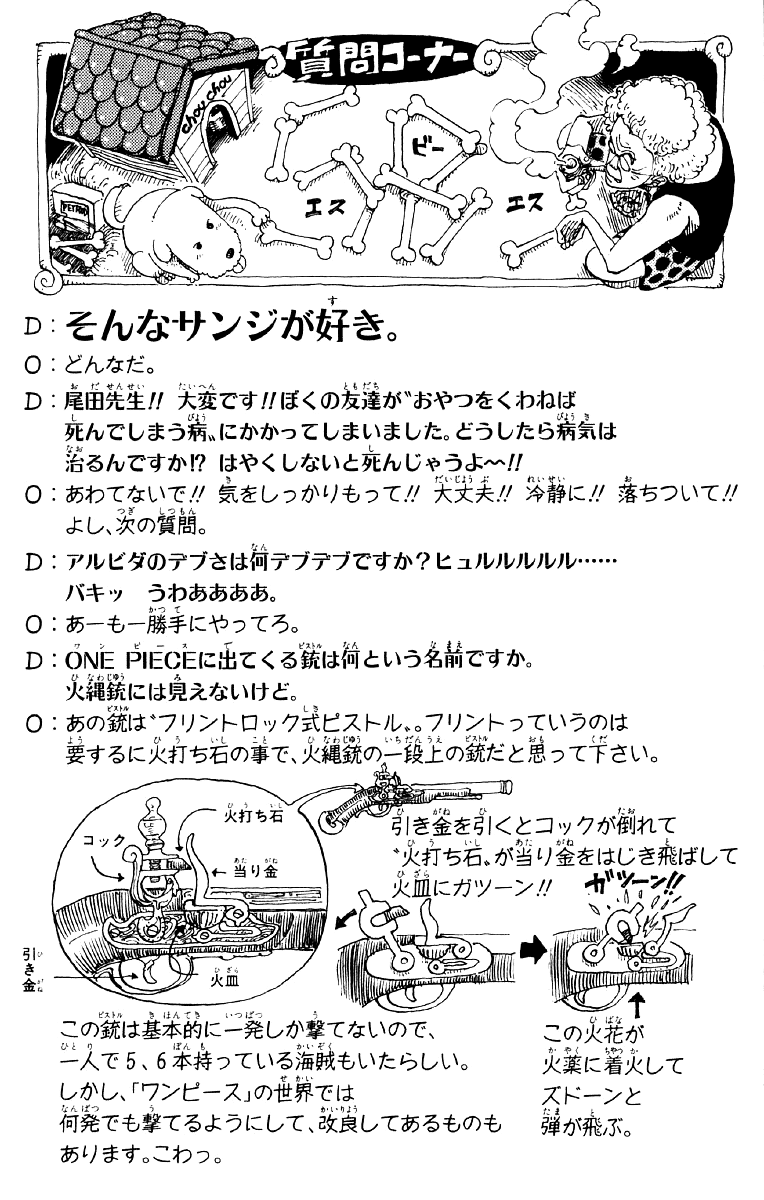 質問コーナー
chou chou
PETFOO
エス
ビー
エス
D：そんなサンジが好き。
O：どんなだ。
D：尾田先生!! 大変です!!ぼくの友達が〝おやつをくわねば
死んでしまう病〟にかかってしまいました。どうしたら病気は
治るんですか!? はやくしないと死んじゃうよ〜!!
O：あわてないで!! 気をしっかりもって!! 大丈夫!! 冷静に!! 落ちついて!!
よし、次の質問。
D：アルビダのデブさは何デブデブですか？ヒュルルルルル……
バキッ　うわああああ。
O：あーもー勝手にやってろ。
D：ONE PIECEに出てくる銃は何という名前ですか。
火縄銃には見えないけど。
O：あの銃は〝フリントロック式ピストル〟。フリントっていうのは
要するに火打ち石の事で、火縄銃の一段上の銃だと思って下さい。
コック
火打ち石
当り金
引き金
火皿
引き金を引くとコックが倒れて
〝火打ち石〟が当り金をはじき飛ばして
火皿にガツーン!!
ガツーン!!
この火花が
火薬に着火して
ズドーンと
弾が飛ぶ。
この銃は基本的に一発しか撃てないので、
一人で5、6本持っている海賊もいたらしい。
しかし、「ワンピース」の世界では
何発でも撃てるようにして、改良してあるものも
あります。こわっ。